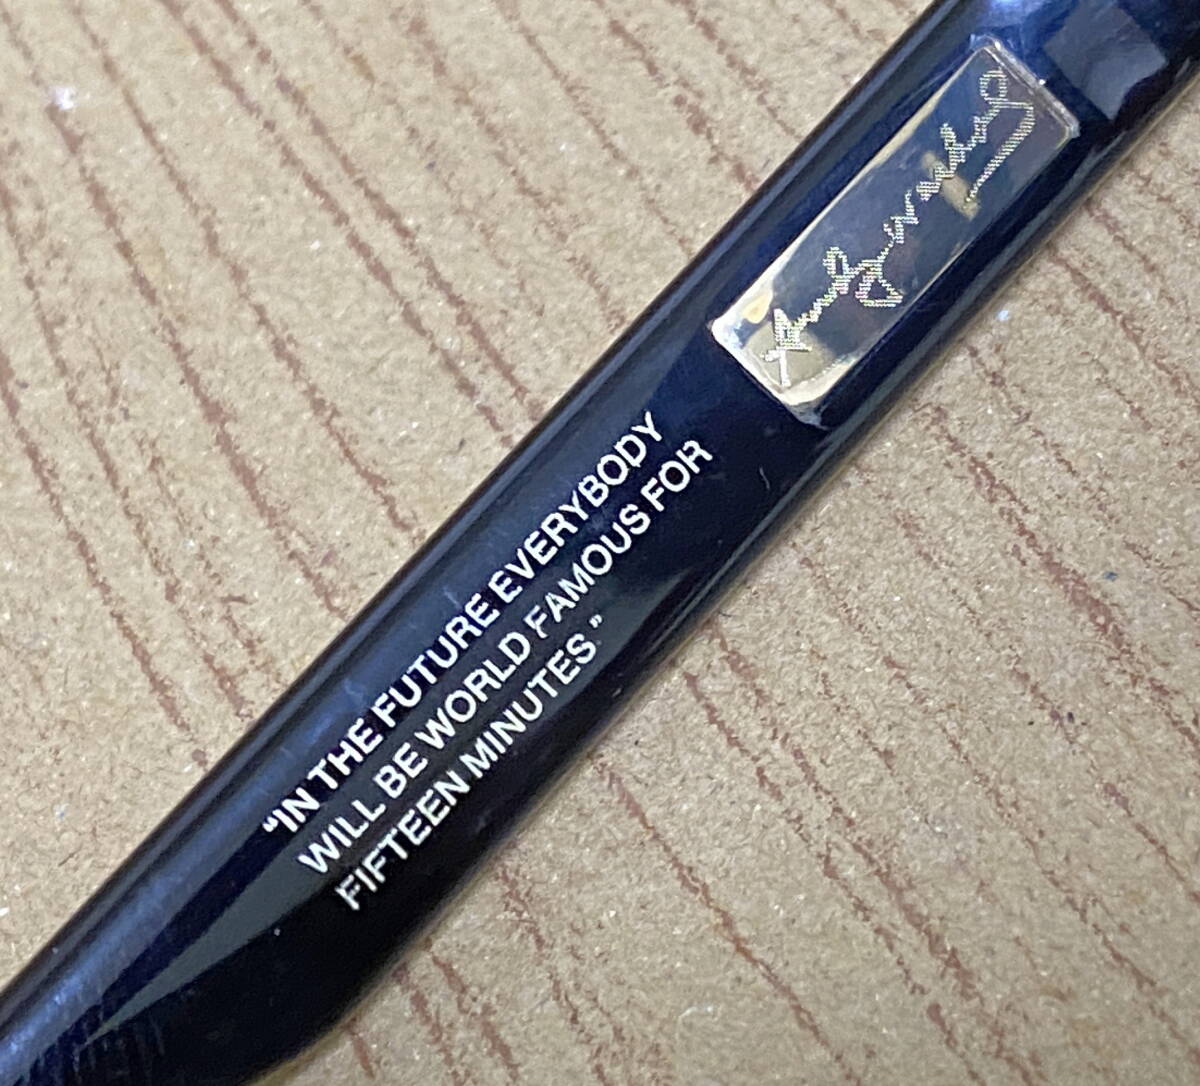 “IN THE FUTURE EVERYBODY
WILL BE WORLD FAMOUS FOR
FIFTEEN MINUTES.”